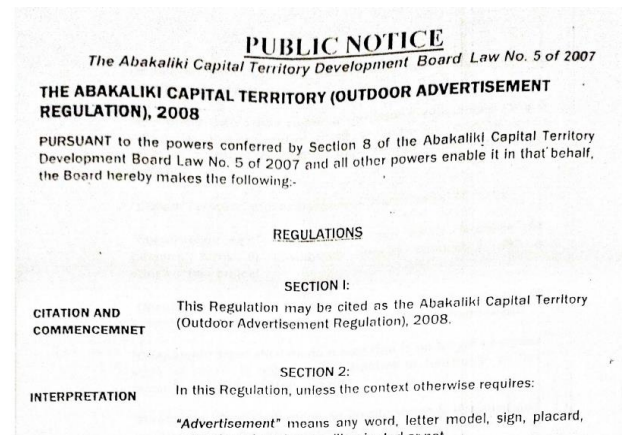 PUBLIC NOTICE
The Abakaliki Capital Territory Development Board Law No. 5 of 2007
THE ABAKALIKI CAPITAL TERRITORY (OUTDOOR ADVERTISEMENT
REGULATION), 2008
PURSUANT to the powers conferred by Section 8 of the Abakaliki Capital Territory
Development Board Law No. 5 of 2007 and all other powers enable it in that behalf,
the Board hereby makes the following:-
REGULATIONS
SECTION I:
CITATION AND
COMMENCEMNET
This Regulation may be cited as the Abakaliki Capital Territory
(Outdoor Advertisement Regulation), 2008.
SECTION 2:
INTERPRETATION
In this Regulation, unless the context otherwise requires:
"Advertisement" means any word, letter model, sign, placard,